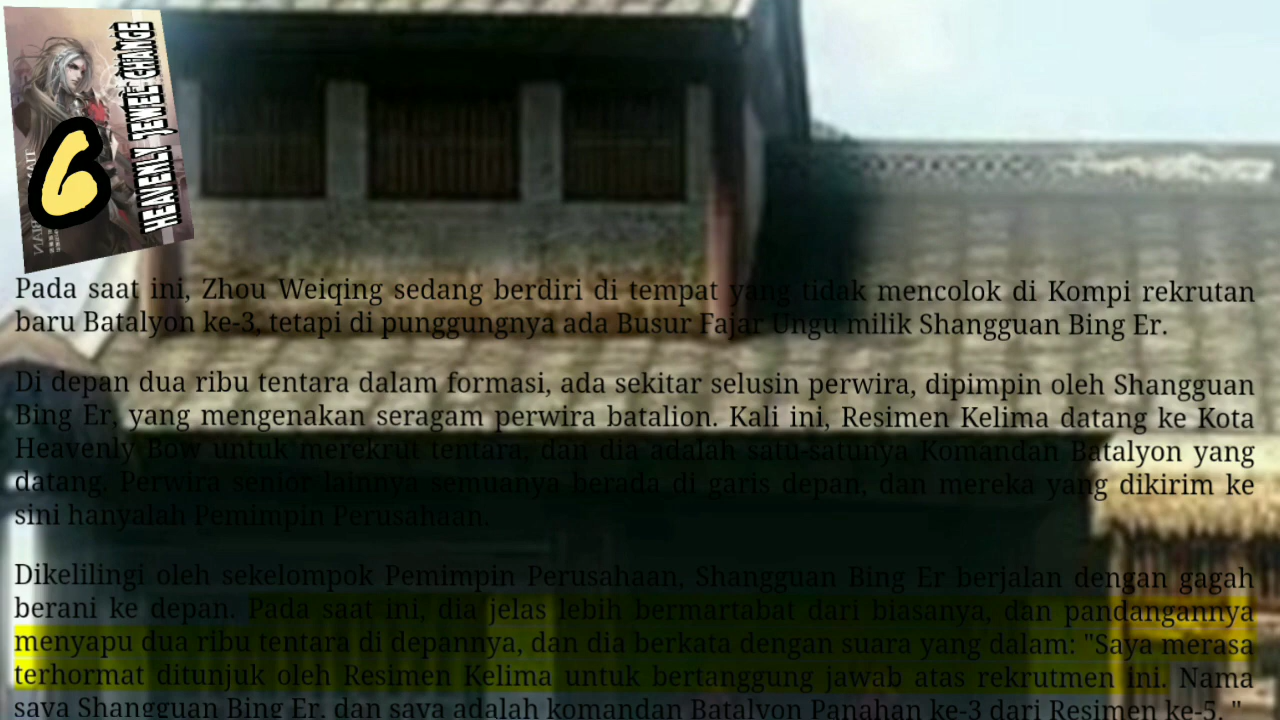 HEAVENLY JEWEL CHANGE
6
Pada saat ini, Zhou Weiqing sedang berdiri di tempat yang tidak mencolok di Kompi rekrutan
baru Batalyon ke-3, tetapi di punggungnya ada Busur Fajar Ungu milik Shangguan Bing Er.
Di depan dua ribu tentara dalam formasi, ada sekitar selusin perwira, dipimpin oleh Shangguan
Bing Er, yang mengenakan seragam perwira batalion. Kali ini, Resimen Kelima datang ke Kota
Heavenly Bow untuk merekrut tentara, dan dia adalah satu-satunya Komandan Batalyon yang
datang. Perwira senior lainnya semuanya berada di garis depan, dan mereka yang dikirim ke
sini hanyalah Pemimpin Perusahaan.
Dikelilingi oleh sekelompok Pemimpin Perusahaan, Shangguan Bing Er berjalan dengan gagah
berani ke depan. Pada saat ini, dia jelas lebih bermartabat dari biasanya, dan pandangannya
menyapu dua ribu tentara di depannya, dan dia berkata dengan suara yang dalam: "Saya merasa
terhormat ditunjuk oleh Resimen Kelima untuk bertanggung jawab atas rekrutmen ini. Nama
saya Shangguan Bing Er, dan saya adalah komandan Batalyon Panahan ke-3 dari Resimen ke-5. "